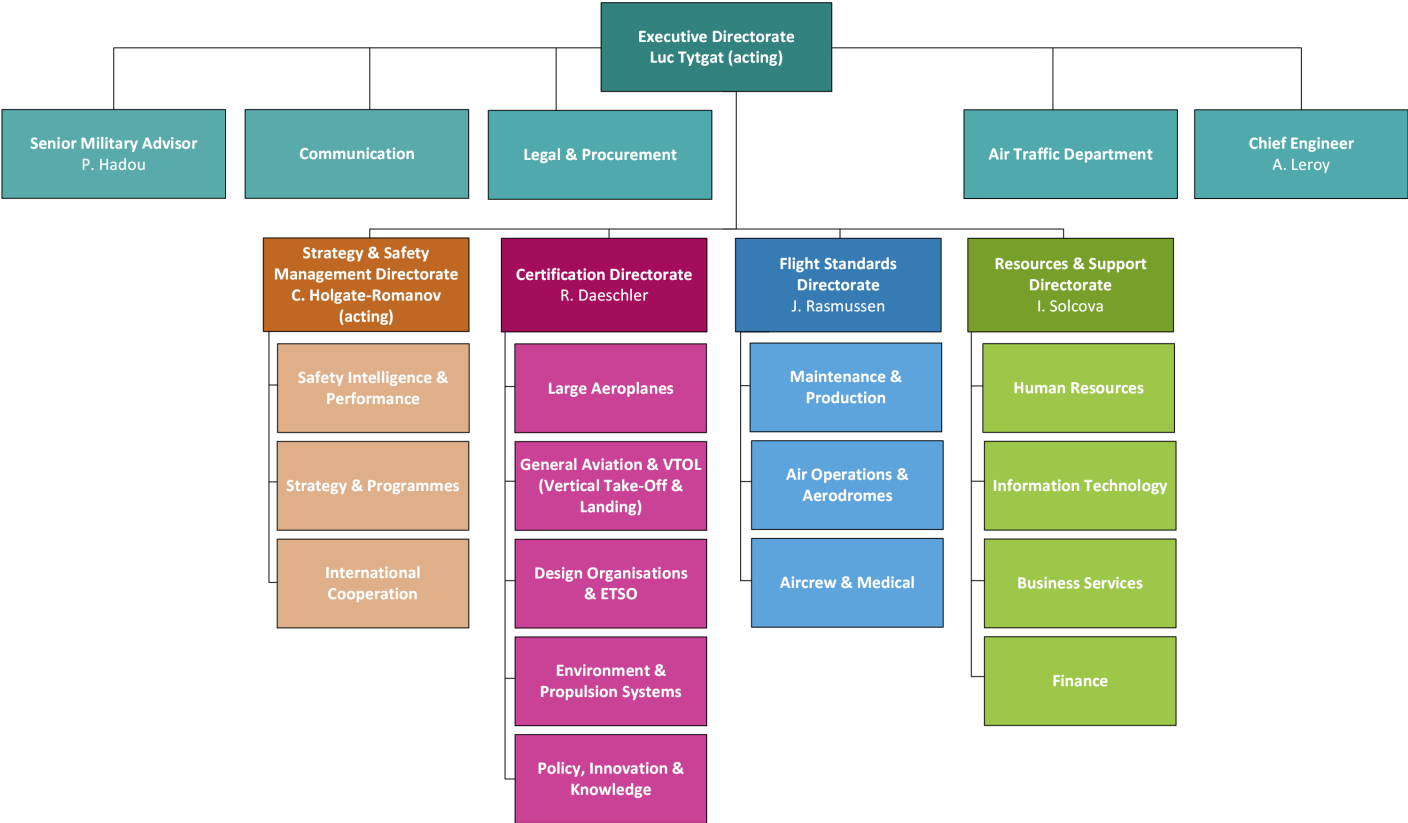 Executive Directorate
Luc Tytgat (acting)
Senior Military Advisor
P. Hadou
Communication
Legal & Procurement
Air Traffic Department
Chief Engineer
A. Leroy
Strategy & Safety
Management Directorate
C. Holgate-Romanov
(acting)
Certification Directorate
R. Daeschler
Flight Standards
Directorate
J. Rasmussen
Resources & Support
Directorate
I. Solcova
Safety Intelligence &
Performance
Strategy & Programmes
International
Cooperation
Large Aeroplanes
General Aviation & VTOL
(Vertical Take-Off &
Landing)
Design Organisations
& ETSO
Environment &
Propulsion Systems
Policy, Innovation &
Knowledge
Maintenance &
Production
Air Operations &
Aerodromes
Aircrew & Medical
Human Resources
Information Technology
Business Services
Finance